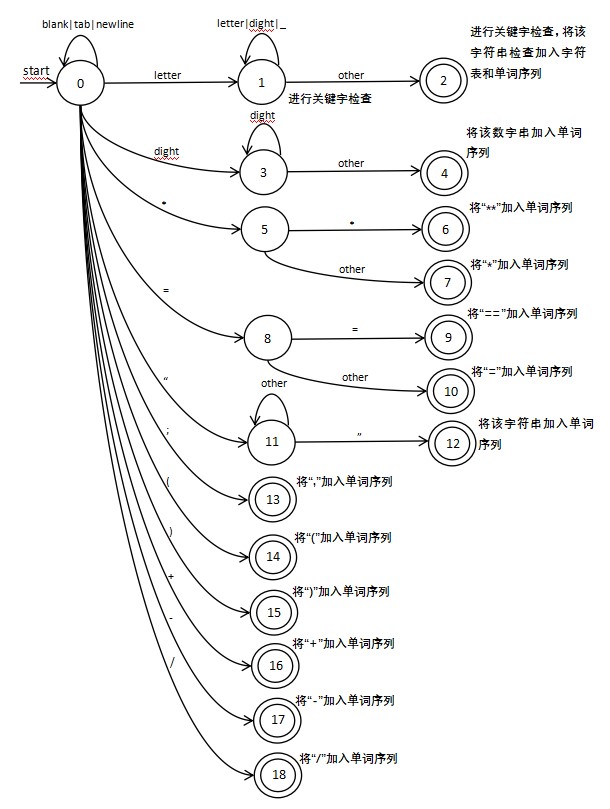 blank|tab|newline
letter|dight|_
start
0
letter
1
other
2
进行关键字检查，将该
字符串检查加入字符
表和单词序列
进行关键字检查
dight
dight
3
other
4
将该数字串加入单词
序列
*
5
*
6
将“**”加入单词序列
other
7
将“*”加入单词序列
=
8
=
9
将“==”加入单词序列
other
10
将“=”加入单词序列
“
other
11
”
12
将该字符串加入单词
序列
;
13
将“,”加入单词序列
(
14
将“(”加入单词序列
)
15
将“)”加入单词序列
+
16
将“+”加入单词序列
-
17
将“-”加入单词序列
/
18
将“/”加入单词序列